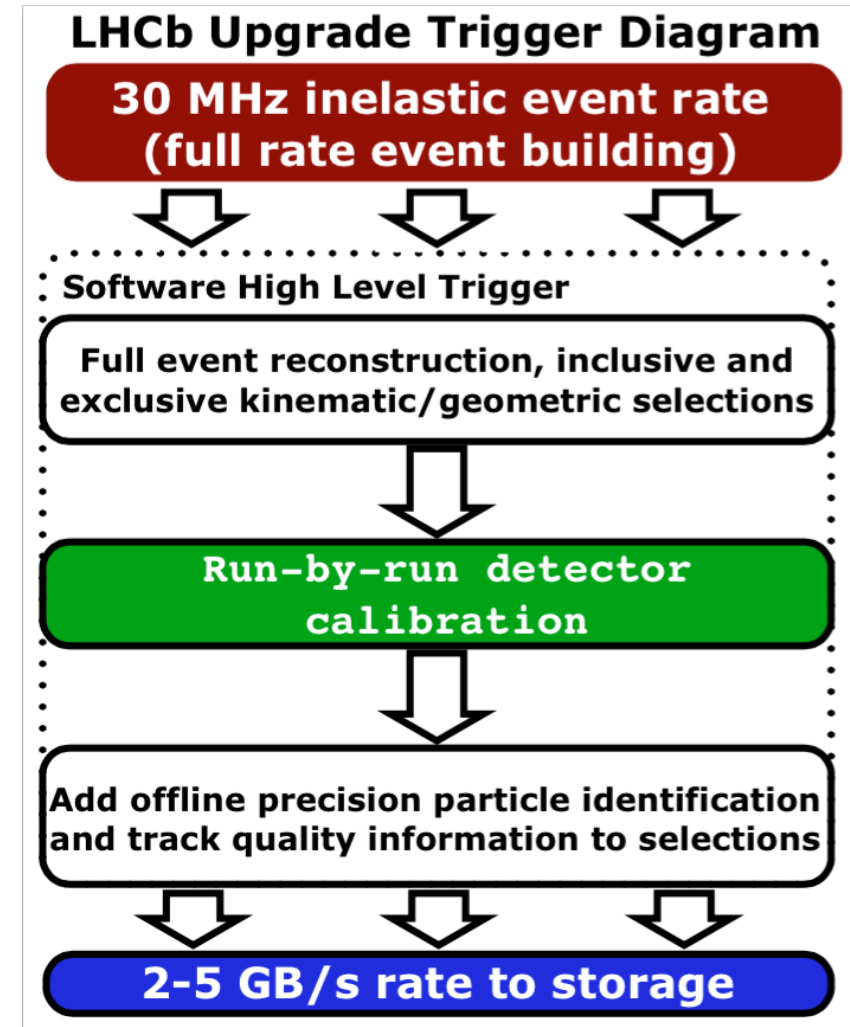 LHCb Upgrade Trigger Diagram
30 MHz inelastic event rate
(full rate event building)
Software High Level Trigger
Full event reconstruction, inclusive and
exclusive kinematic/geometric selections
Run-by-run detector
calibration
Add offline precision particle identification
and track quality information to selections
2-5 GB/s rate to storage